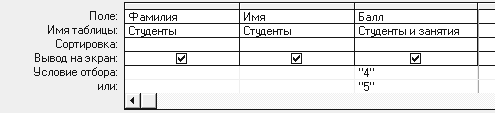 Поле: Фамилия Имя Балл
Имя таблицы: Студенты Студенты Студенты и занятия
Сортировка:
Вывод на экран:
Условие отбора: "4"
или: "5"